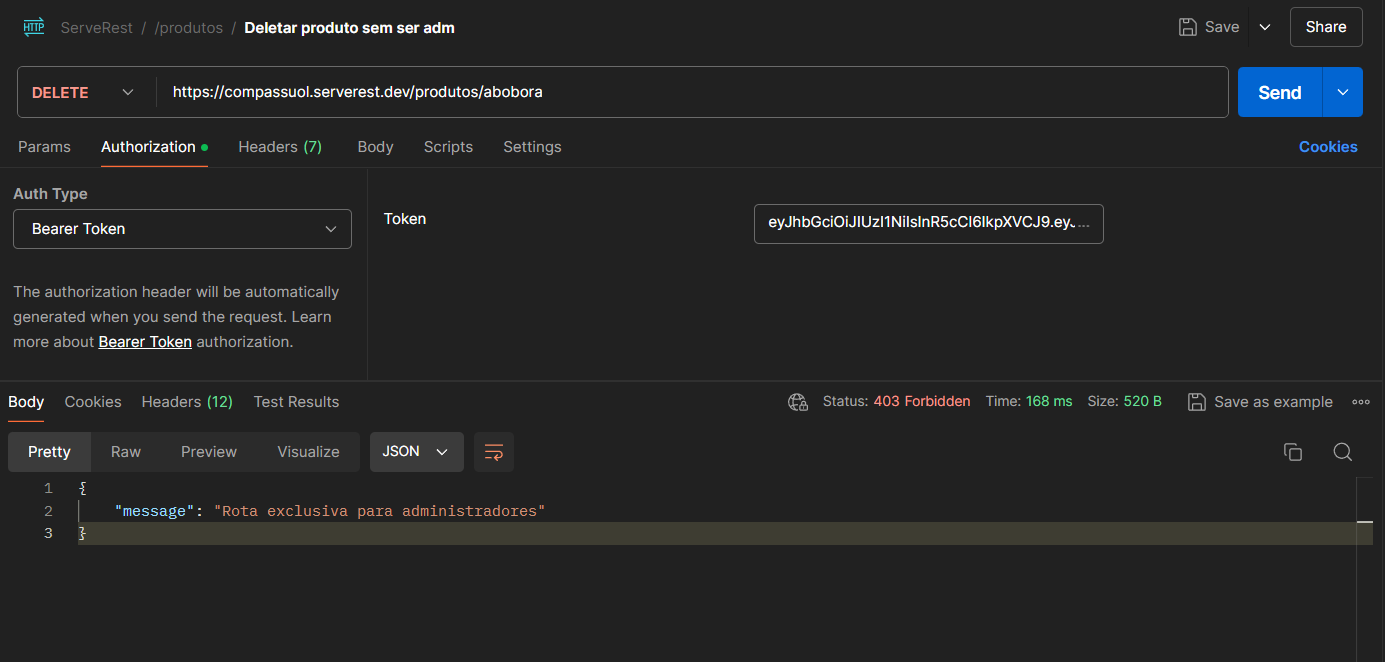 HTTP ServeRest / /produtos / Deletar produto sem ser adm Save Share
DELETE https://compassuol.serverest.dev/produtos/abobora Send
Params Authorization Headers (7) Body Scripts Settings Cookies
Auth Type
Bearer Token
Token eyJhbGciOiJIUzI1NiIsInR5cCI6IkpXVCJ9.eyJ...
The authorization header will be automatically
generated when you send the request. Learn
more about Bearer Token authorization.
Body Cookies Headers (12) Test Results Status: 403 Forbidden Time: 168 ms Size: 520 B Save as example
Pretty Raw Preview Visualize JSON
1 {
2 "message": "Rota exclusiva para administradores"
3 }